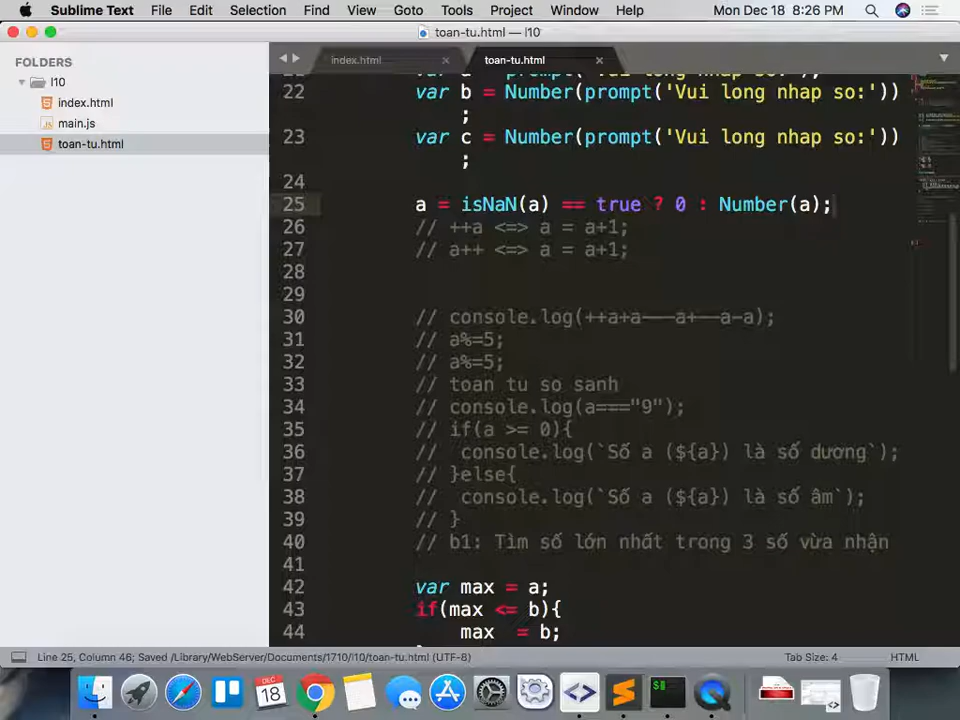 Sublime Text File Edit Selection Find View Goto Tools Project Window Help Mon Dec 18 8:26 PM
toan-tu.html — l10
FOLDERS
l10
index.html
main.js
toan-tu.html
index.html
toan-tu.html
22 var b = Number(prompt('Vui long nhap so:'))
;
23 var c = Number(prompt('Vui long nhap so:'))
;
24
25 a = isNaN(a) == true ? 0 : Number(a);
26 // ++a <=> a = a+1;
27 // a++ <=> a = a+1;
28
29
30 // console.log(++a+a---a+--a-a);
31 // a%=5;
32 // a%=5;
33 // toan tu so sanh
34 // console.log(a==="9");
35 // if(a >= 0){
36 // console.log(`Số a (${a}) là số dương`);
37 // }else{
38 // console.log(`Số a (${a}) là số âm`);
39 // }
40 // b1: Tìm số lớn nhất trong 3 số vừa nhận
41
42 var max = a;
43 if(max <= b){
44 max = b;
Line 25, Column 46; Saved /Library/WebServer/Documents/1710/l10/toan-tu.html (UTF-8)
Tab Size: 4
HTML
DEC
18